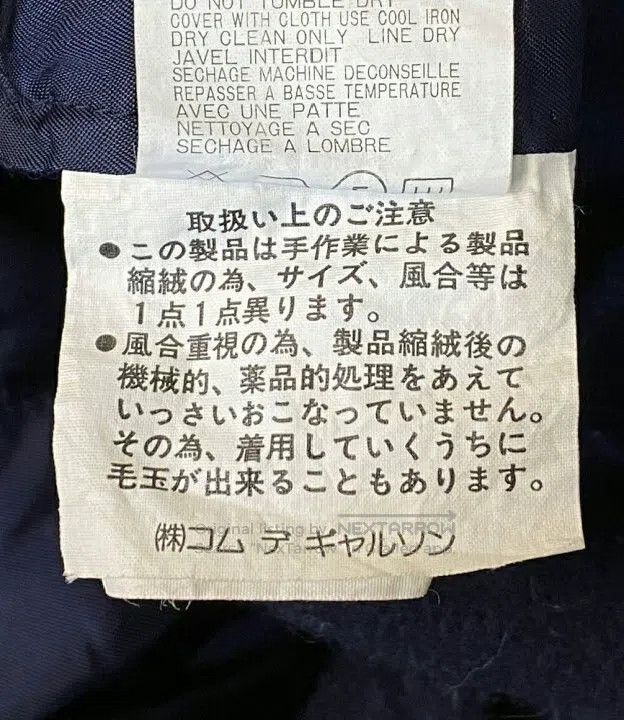 DO NOT TUMBLE DRY
COVER WITH CLOTH USE COOL IRON
DRY CLEAN ONLY LINE DRY
JAVEL INTERDIT
SECHAGE MACHINE DECONSEILLE
REPASSER A BASSE TEMPERATURE
AVEC UNE PATTE
NETTOYAGE A SEC
SECHAGE A LOMBRE
取扱い上のご注意
●この製品は手作業による製品
縮絨の為、サイズ、風合等は
1点1点異ります。
●風合重視の為、製品縮絨後の
機械的、薬品的処理をあえて
いっさいおこなっていません。
その為、着用していくうちに
毛玉が出来ることもあります。
Original listing by NEXTARROW
㈱コム デ ギャルソン